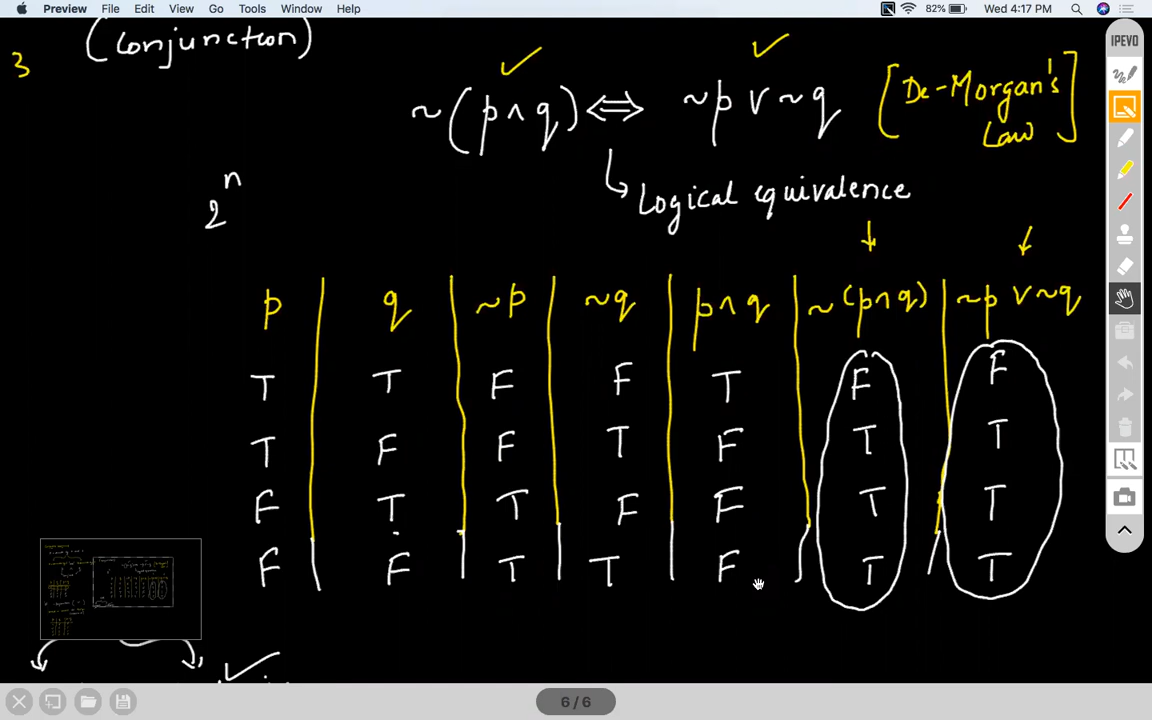 Preview File Edit View Go Tools Window Help 82% Wed 4:17 PM
IPEVO
(Conjunction)
3
~(p∧q) ⇔ ~p ∨ ~q [De-Morgan's
Law]
2^n
↳ Logical equivalence
p q ~p ~q p∧q ~(p∧q) ~p ∨ ~q
T T F F T F F
T F F T F T T
F T T F F T T
F F T T F T T
6/6